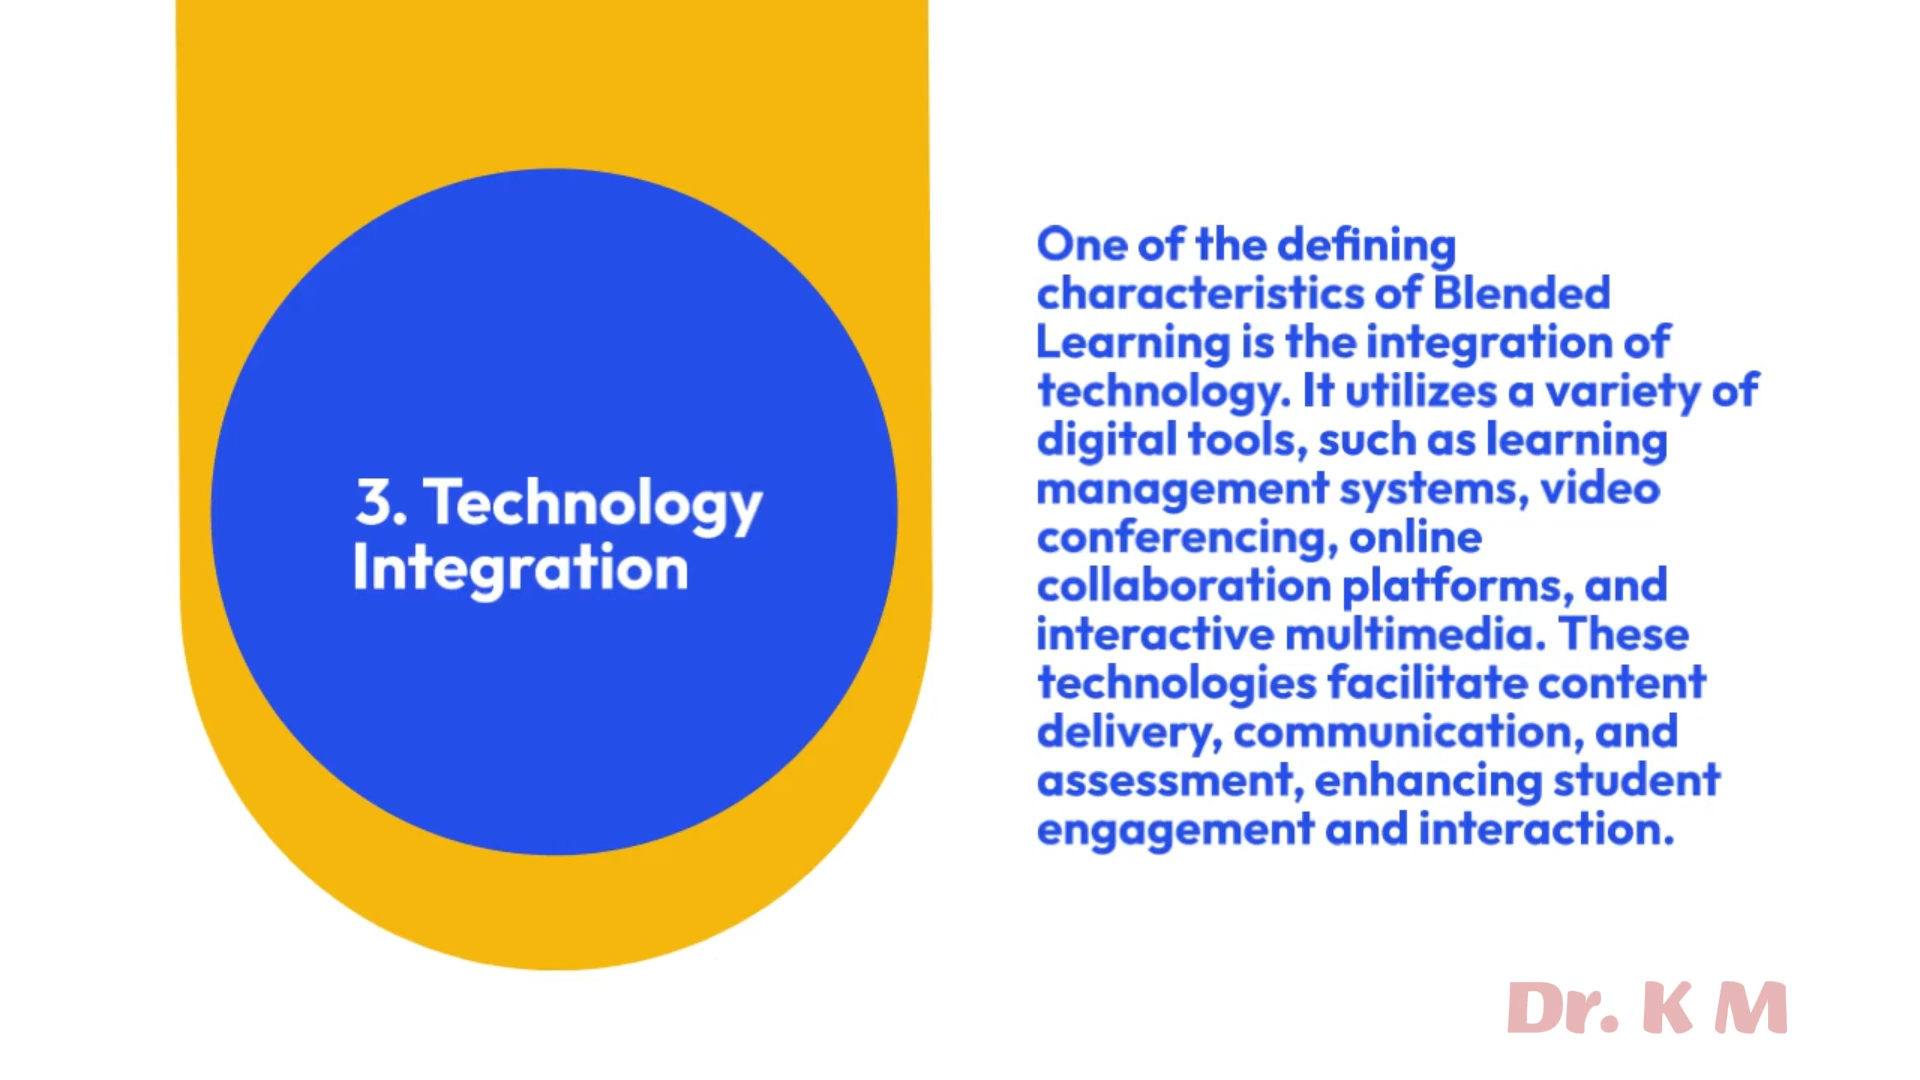 3. Technology
Integration
One of the defining
characteristics of Blended
Learning is the integration of
technology. It utilizes a variety of
digital tools, such as learning
management systems, video
conferencing, online
collaboration platforms, and
interactive multimedia. These
technologies facilitate content
delivery, communication, and
assessment, enhancing student
engagement and interaction.
Dr. K M